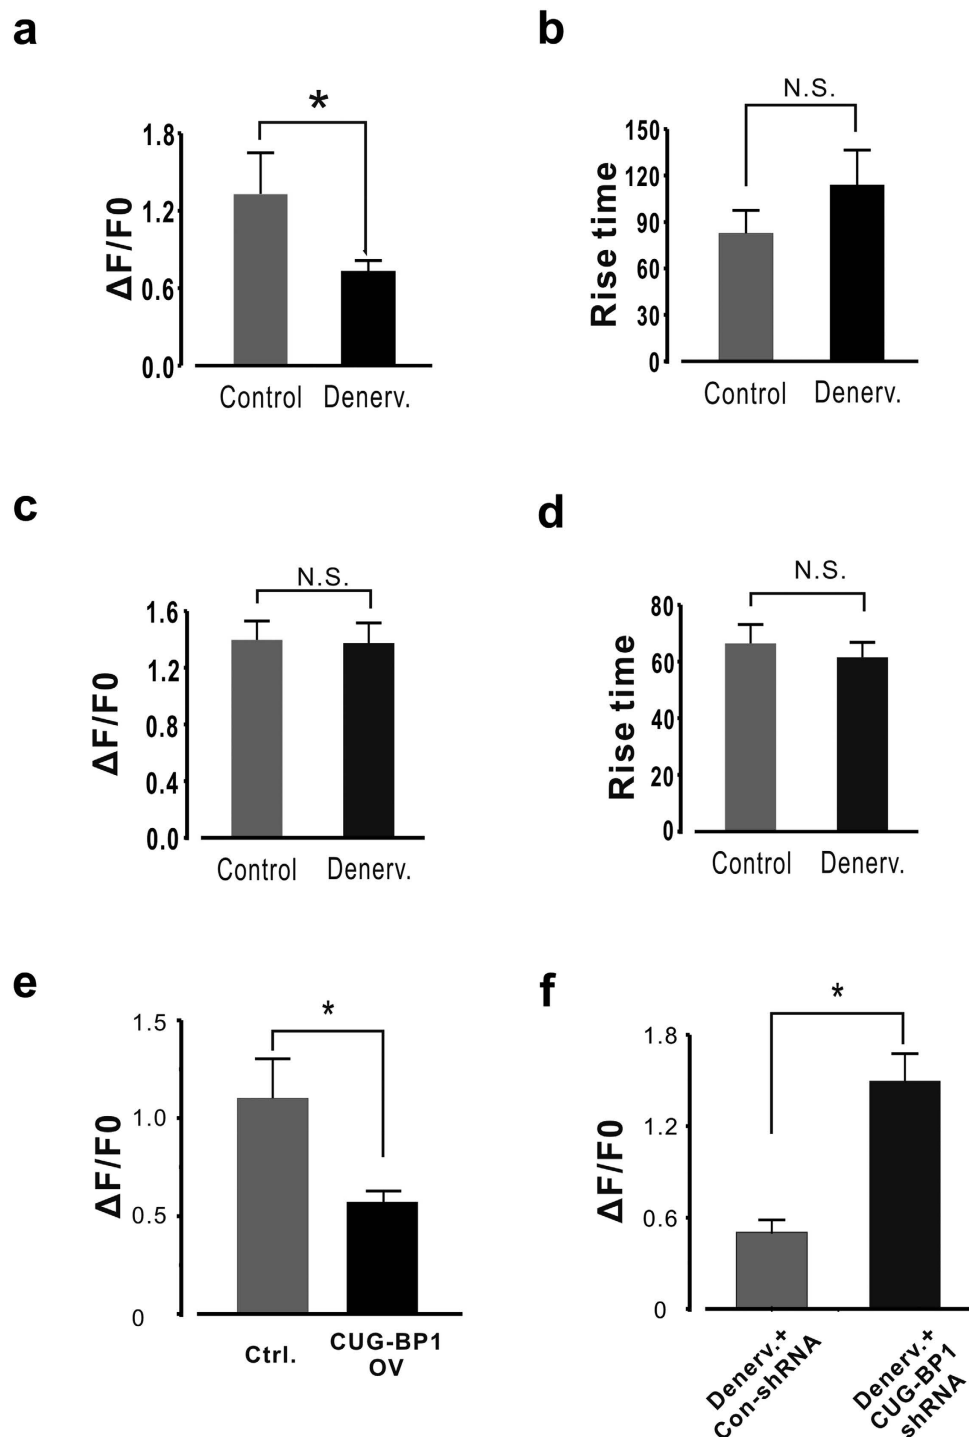 a
*
1.8
1.2
0.6
0.0
ΔF/F0
Control Denerv.
b
N.S.
150
120
90
60
30
0
Rise time
Control Denerv.
c
N.S.
1.6
1.2
0.8
0.4
0.0
ΔF/F0
Control Denerv.
d
N.S.
80
60
40
20
0
Rise time
Control Denerv.
e
*
1.5
1.0
0.5
0
ΔF/F0
Ctrl.
CUG-BP1
OV
f
*
1.8
1.2
0.6
0
ΔF/F0
Denerv.+
Con-shRNA
Denerv.+
CUG-BP1
shRNA